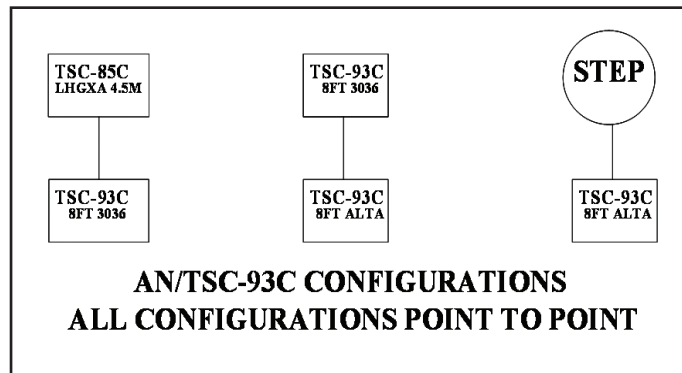 TSC-85C
LHGXA 4.5M
TSC-93C
8FT 3036
STEP
TSC-93C
8FT 3036
TSC-93C
8FT ALTA
TSC-93C
8FT ALTA
AN/TSC-93C CONFIGURATIONS
ALL CONFIGURATIONS POINT TO POINT